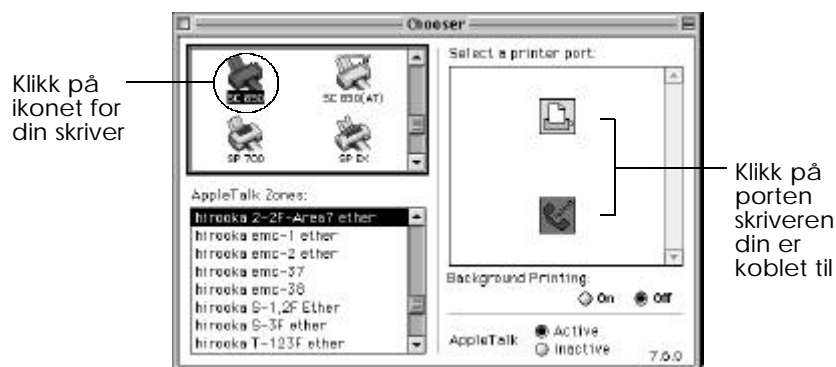 Chooser
Klikk på
ikonet for
din skriver
SC 850
SC 850(AT)
SP 700
SP EX
Select a printer port:
Klikk på
porten
skriveren
din er
koblet til
AppleTalk Zones:
hirooka 2-2F-Area7 ether
hirooka emc-1 ether
hirooka emc-2 ether
hirooka emc-37
hirooka emc-38
hirooka S-1,2F Ether
hirooka S-3F ether
hirooka T-123F ether
Background Printing:
On Off
AppleTalk
Active
Inactive
7.6.0